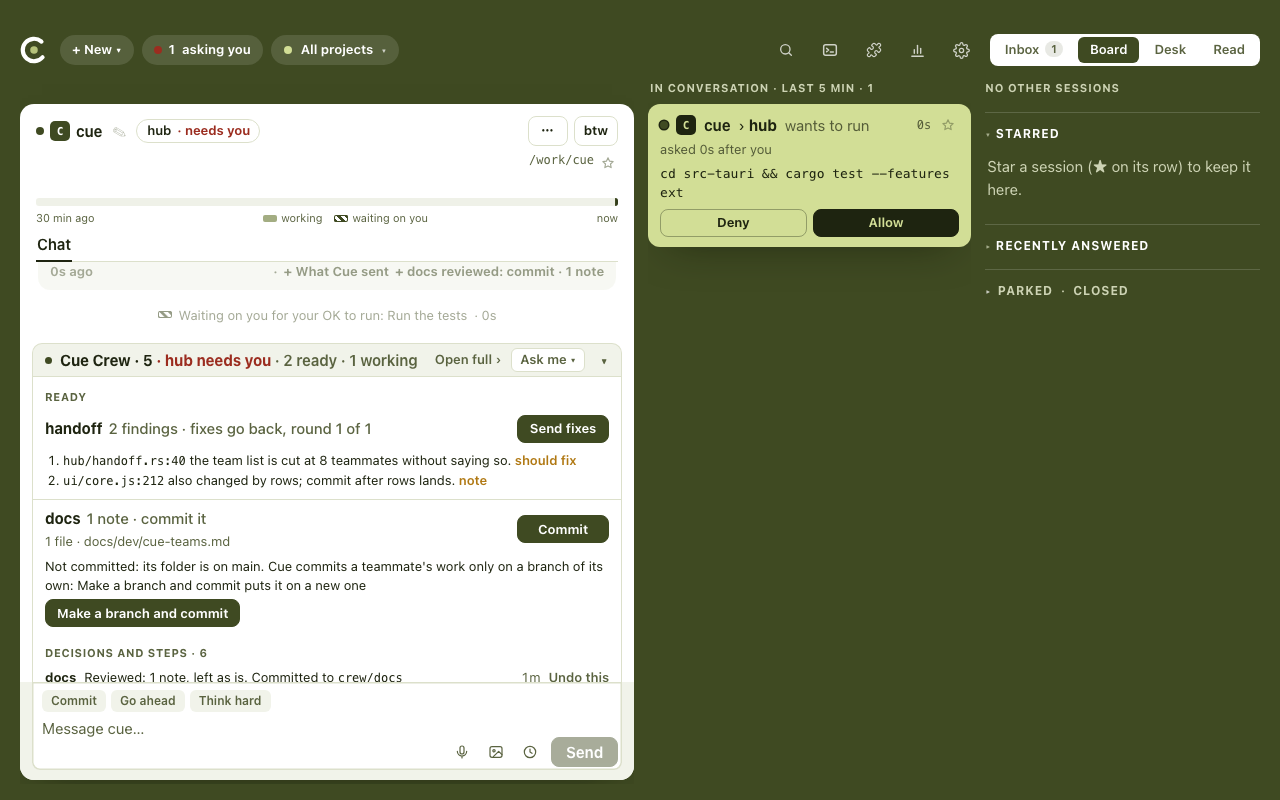 + New ▾
1 asking you
All projects ▾
Inbox 1
Board
Desk
Read
C cue
hub · needs you
···
btw
/work/cue
30 min ago
working
waiting on you
now
Chat
0s ago
· + What Cue sent + docs reviewed: commit · 1 note
Waiting on you for your OK to run: Run the tests · 0s
Cue Crew · 5 · hub needs you · 2 ready · 1 working
Open full ›
Ask me ▾
▾
READY
handoff 2 findings · fixes go back, round 1 of 1
Send fixes
1. hub/handoff.rs:40 the team list is cut at 8 teammates without saying so. should fix
2. ui/core.js:212 also changed by rows; commit after rows lands. note
docs 1 note · commit it
1 file · docs/dev/cue-teams.md
Commit
Not committed: its folder is on main. Cue commits a teammate's work only on a branch of its
own: Make a branch and commit puts it on a new one
Make a branch and commit
DECISIONS AND STEPS · 6
docs Reviewed: 1 note, left as is. Committed to crew/docs
1m Undo this
Commit
Go ahead
Think hard
Message cue...
Send
IN CONVERSATION · LAST 5 MIN · 1
C cue › hub wants to run
0s
asked 0s after you
cd src-tauri && cargo test --features
ext
Deny
Allow
NO OTHER SESSIONS
▾ STARRED
Star a session (★ on its row) to keep it
here.
▸ RECENTLY ANSWERED
▸ PARKED · CLOSED